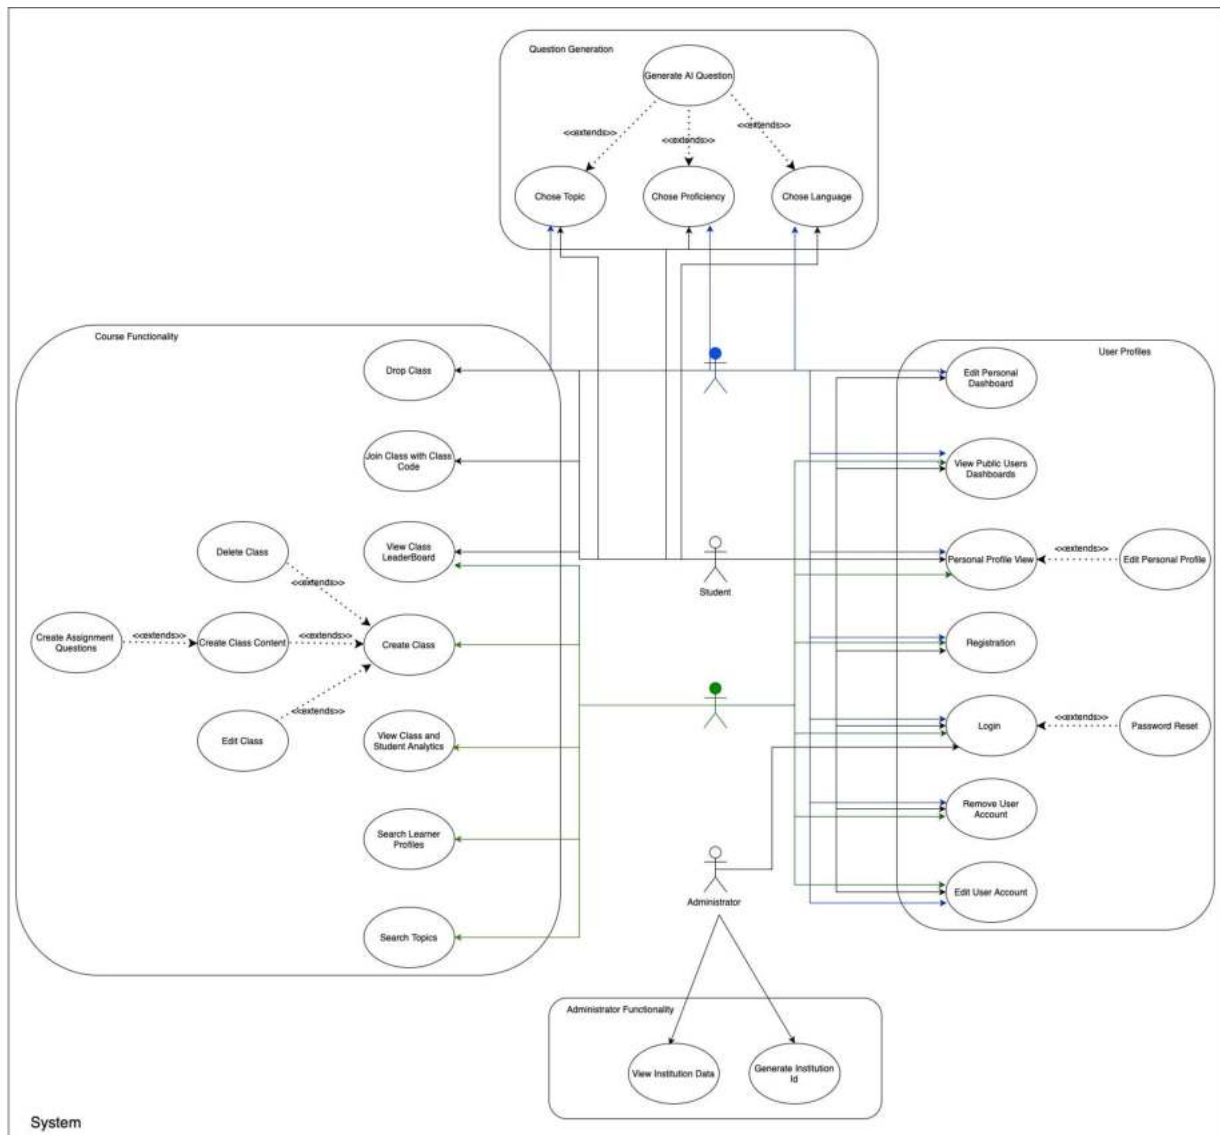 Question Generation
Generate AI Question
<<extends>>
<<extends>>
<<extends>>
Chose Topic
Chose Proficiency
Chose Language
Course Functionality
Drop Class
Join Class with Class
Code
View Class
LeaderBoard
Delete Class
<<extends>>
Create Assignment
Questions
<<extends>>
Create Class Content
<<extends>>
Create Class
<<extends>>
Edit Class
View Class and
Student Analytics
Search Learner
Profiles
Search Topics
Student
Administrator
User Profiles
Edit Personal
Dashboard
View Public Users
Dashboards
Personal Profile View
<<extends>>
Edit Personal Profile
Registration
Login
<<extends>>
Password Reset
Remove User
Account
Edit User Account
Administrator Functionality
View Institution Data
Generate Institution
Id
System